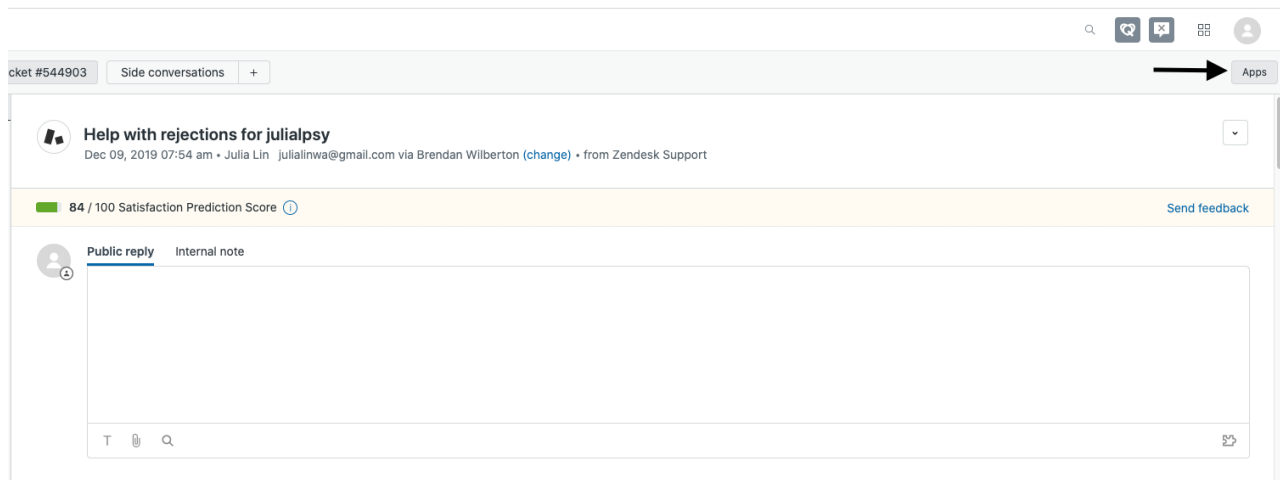 cket #544903 Side conversations + Apps
Help with rejections for julialpsy
Dec 09, 2019 07:54 am • Julia Lin julialinwa@gmail.com via Brendan Wilberton (change) • from Zendesk Support
84 / 100 Satisfaction Prediction Score Send feedback
Public reply Internal note
T